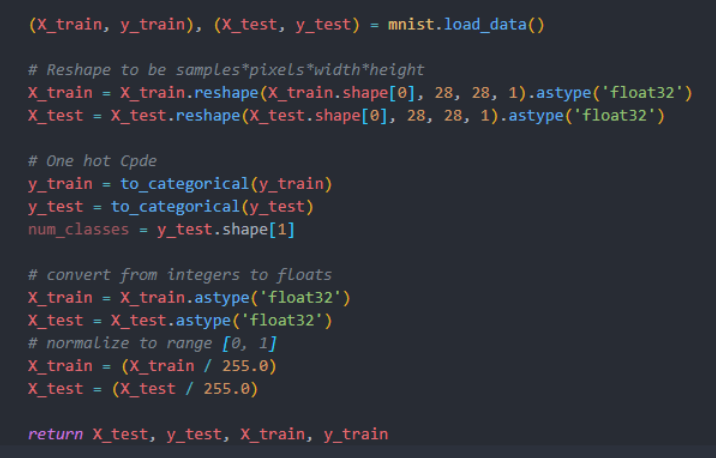 (X_train, y_train), (X_test, y_test) = mnist.load_data()
# Reshape to be samples*pixels*width*height
X_train = X_train.reshape(X_train.shape[0], 28, 28, 1).astype('float32')
X_test = X_test.reshape(X_test.shape[0], 28, 28, 1).astype('float32')
# One hot Cpde
y_train = to_categorical(y_train)
y_test = to_categorical(y_test)
num_classes = y_test.shape[1]
# convert from integers to floats
X_train = X_train.astype('float32')
X_test = X_test.astype('float32')
# normalize to range [0, 1]
X_train = (X_train / 255.0)
X_test = (X_test / 255.0)
return X_test, y_test, X_train, y_train